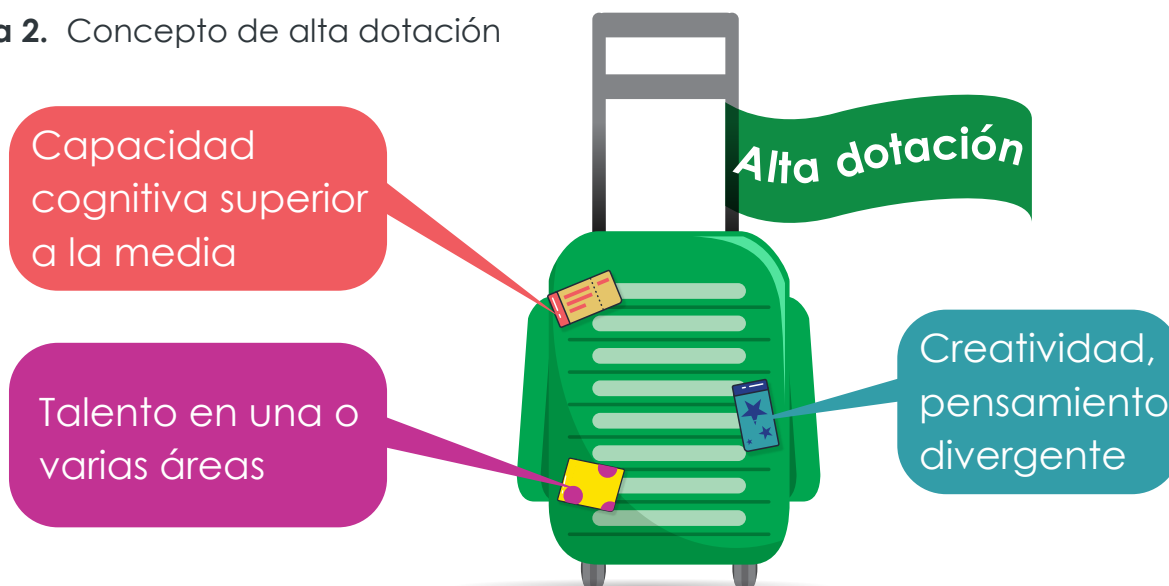 a 2. Concepto de alta dotación
Capacidad
cognitiva superior
a la media
Alta dotación
Talento en una o
varias áreas
Creatividad,
pensamiento
divergente